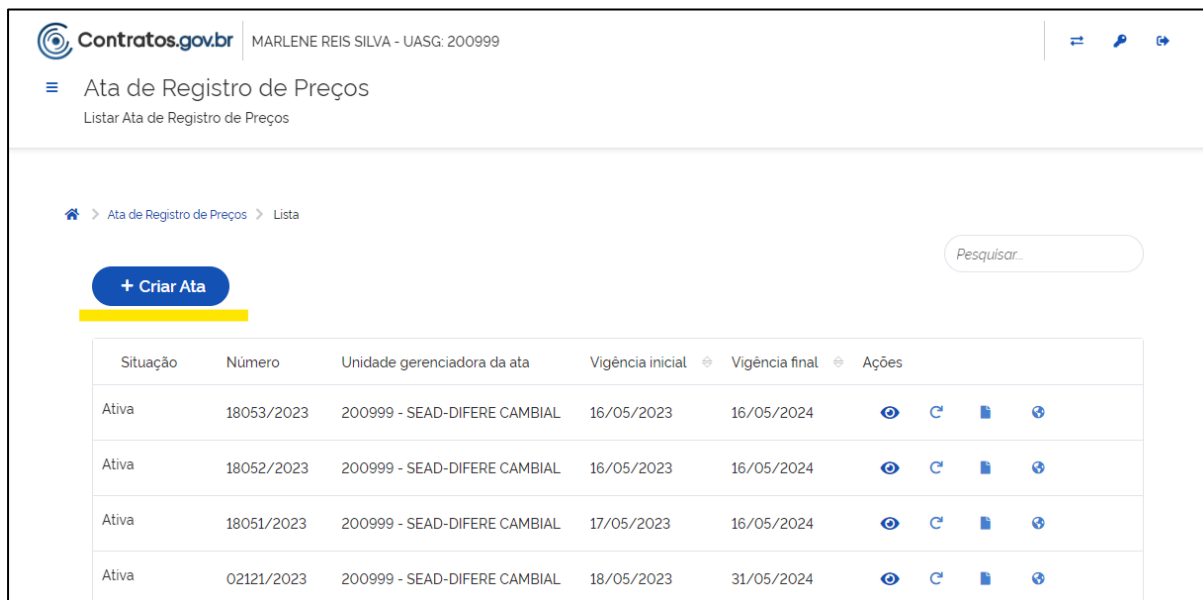 Contratos.gov.br MARLENE REIS SILVA - UASG: 200999
Ata de Registro de Preços
Listar Ata de Registro de Preços
Ata de Registro de Preços > Lista
Pesquisar...
+ Criar Ata
Situação Número Unidade gerenciadora da ata Vigência inicial Vigência final Ações
Ativa 18053/2023 200999 - SEAD-DIFERE CAMBIAL 16/05/2023 16/05/2024
Ativa 18052/2023 200999 - SEAD-DIFERE CAMBIAL 16/05/2023 16/05/2024
Ativa 18051/2023 200999 - SEAD-DIFERE CAMBIAL 17/05/2023 16/05/2024
Ativa 02121/2023 200999 - SEAD-DIFERE CAMBIAL 18/05/2023 31/05/2024